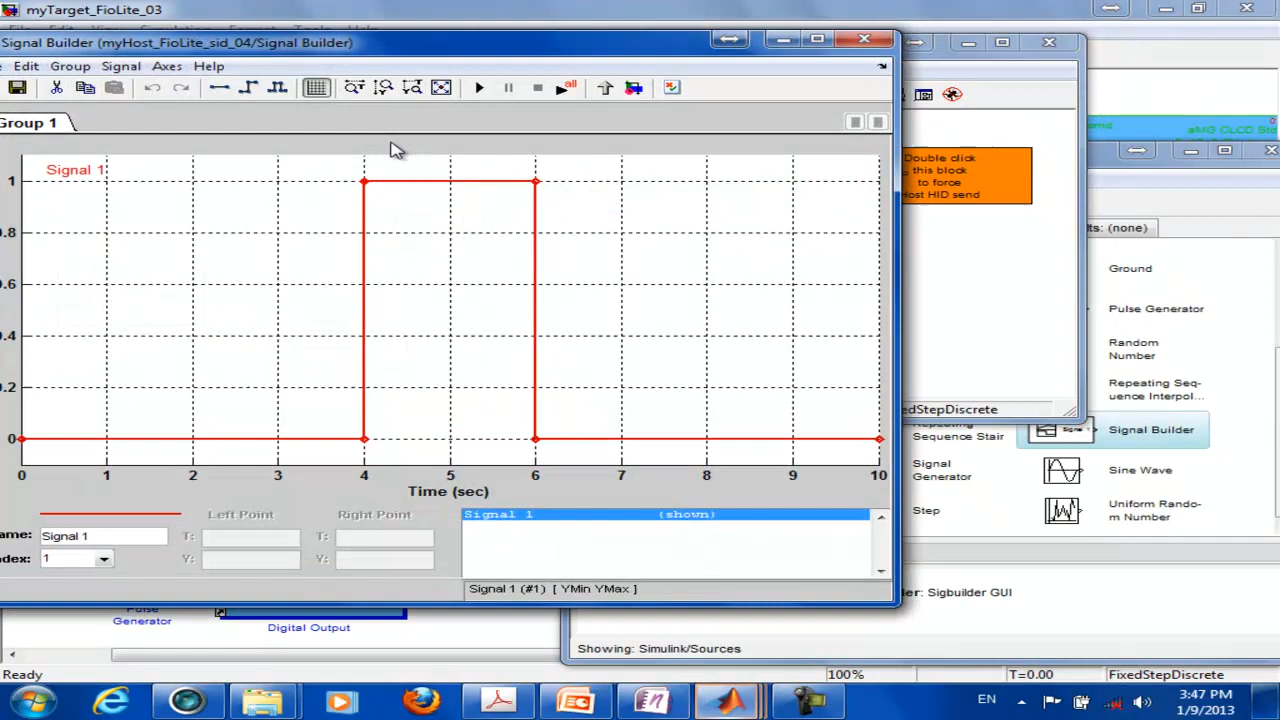 myTarget_FioLite_03
Signal Builder (myHost_FioLite_sid_04/Signal Builder)
Edit Group Signal Axes Help
Group 1
Signal 1
1
0.8
0.6
0.4
0.2
0
0 1 2 3 4 5 6 7 8 9 10
Time (sec)
Left Point Right Point
ame: Signal 1 T: T:
dex: 1 Y: Y:
Signal 1 (shown)
Signal 1 (#1) [ YMin YMax ]
Double click
this block
to force
Host HID send
edStepDiscrete
ults: (none)
Ground
Pulse Generator
Random
Number
Repeating Seq-
uence Interpol...
Repeating
Sequence Stair
Signal Builder
Signal
Generator
Sine Wave
Step
Uniform Rando-
m Number
er: Sigbuilder GUI
Showing: Simulink/Sources
Pulse
Generator
Digital Output
Ready 100% T=0.00 FixedStepDiscrete
EN
3:47 PM
1/9/2013